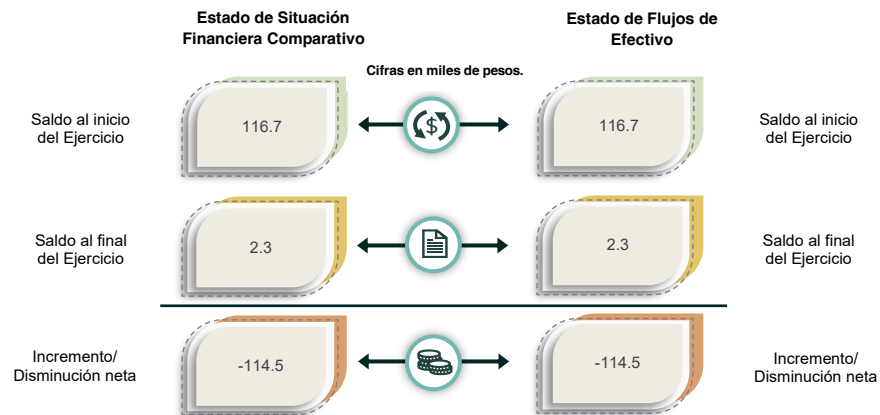 Estado de Situación
Financiera Comparativo
Estado de Flujos de
Efectivo
Cifras en miles de pesos.
Saldo al inicio
del Ejercicio
116.7
$
116.7
Saldo al inicio
del Ejercicio
Saldo al final
del Ejercicio
2.3
2.3
Saldo al final
del Ejercicio
Incremento/
Disminución neta
-114.5
-114.5
Incremento/
Disminución neta